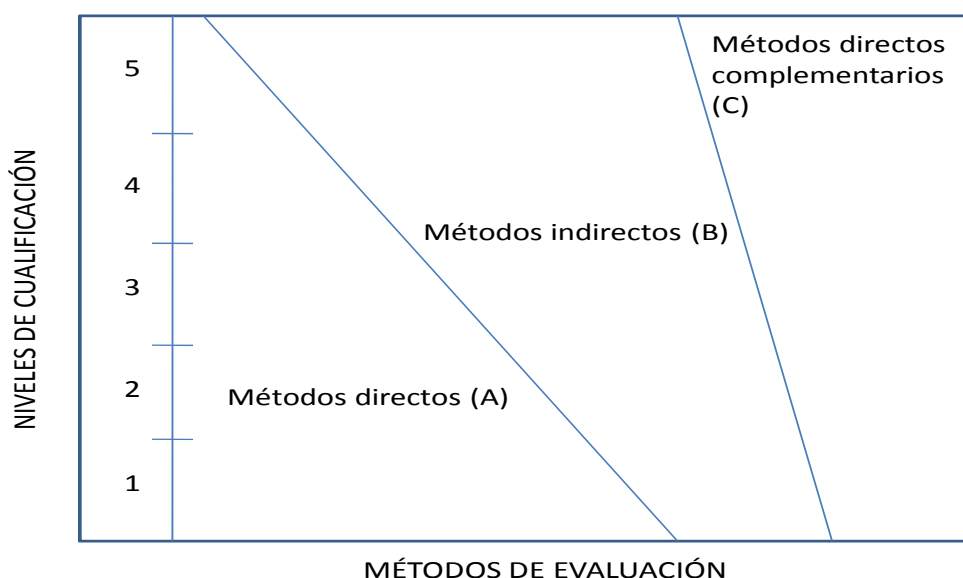 NIVELES DE CUALIFICACIÓN
5
4
3
2
1
Métodos directos
complementarios
(C)
Métodos indirectos (B)
Métodos directos (A)
MÉTODOS DE EVALUACIÓN